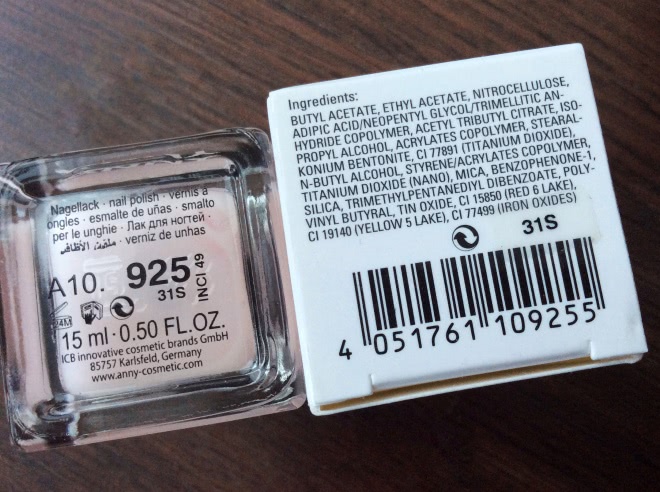 Nagellack · nail polish · vernis à
ongles · esmalte de uñas · smalto
per le unghie · Лак для ногтей ·
ملمّع الأظافر · verniz de unhas
A10. 925
31S
INCI 49
24M
15 ml · 0.50 FL.OZ.
ICB innovative cosmetic brands GmbH
85757 Karlsfeld, Germany
www.anny-cosmetic.com
Ingredients:
BUTYL ACETATE, ETHYL ACETATE, NITROCELLULOSE,
ADIPIC ACID/NEOPENTYL GLYCOL/TRIMELLITIC AN-
HYDRIDE COPOLYMER, ACETYL TRIBUTYL CITRATE, ISO-
PROPYL ALCOHOL, ACRYLATES COPOLYMER, STEARAL-
KONIUM BENTONITE, CI 77891 (TITANIUM DIOXIDE),
N-BUTYL ALCOHOL, STYRENE/ACRYLATES COPOLYMER,
TITANIUM DIOXIDE (NANO), MICA, BENZOPHENONE-1,
SILICA, TRIMETHYLPENTANEDIYL DIBENZOATE, POLY-
VINYL BUTYRAL, TIN OXIDE, CI 15850 (RED 6 LAKE),
CI 19140 (YELLOW 5 LAKE), CI 77499 (IRON OXIDES)
31S
4 051761 109255